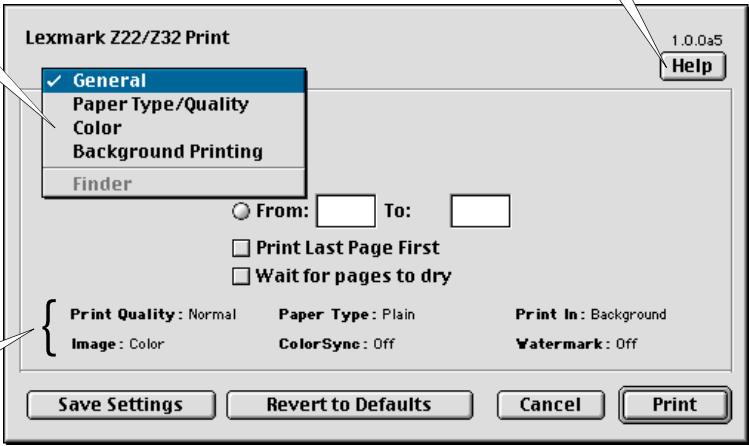 Lexmark Z22/Z32 Print
1.0.0a5
Help
✓ General
Paper Type/Quality
Color
Background Printing
Finder
From: To:
Print Last Page First
Wait for pages to dry
Print Quality: Normal Paper Type: Plain Print In: Background
Image: Color ColorSync: Off Watermark: Off
Save Settings Revert to Defaults Cancel Print